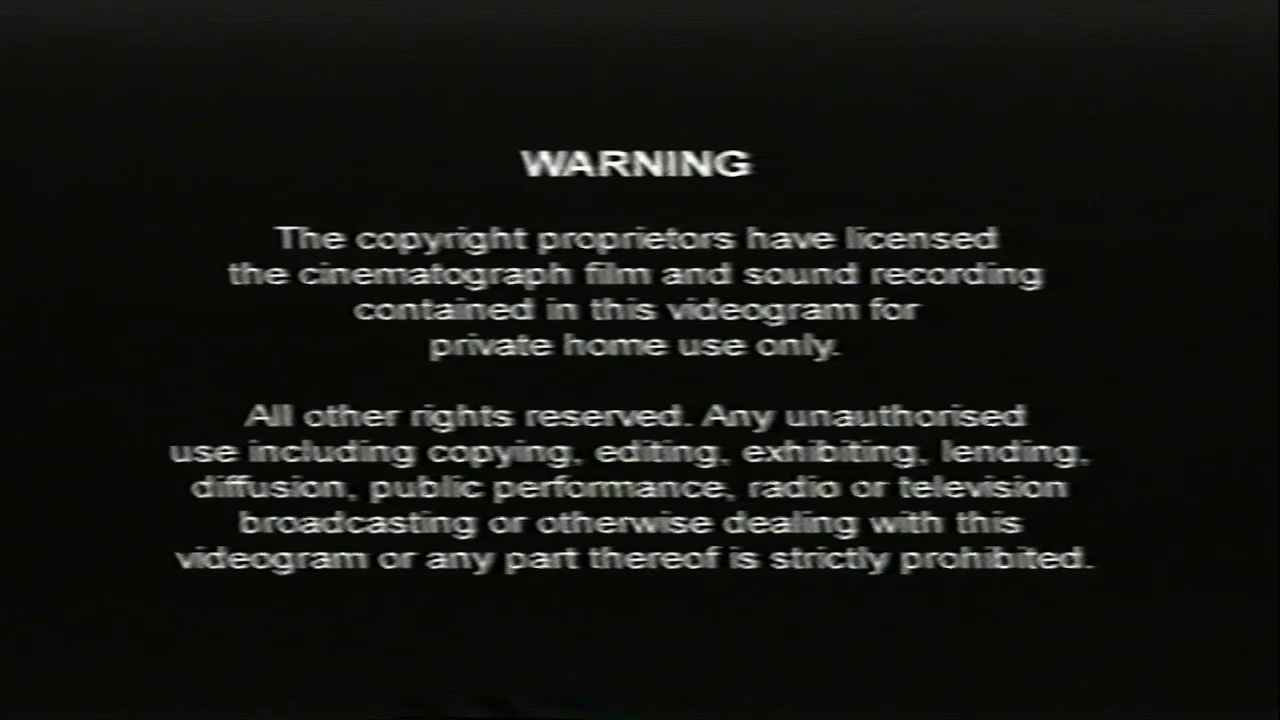 WARNING
The copyright proprietors have licensed
the cinematograph film and sound recording
contained in this videogram for
private home use only.
All other rights reserved. Any unauthorised
use including copying, editing, exhibiting, lending,
diffusion, public performance, radio or television
broadcasting or otherwise dealing with this
videogram or any part thereof is strictly prohibited.